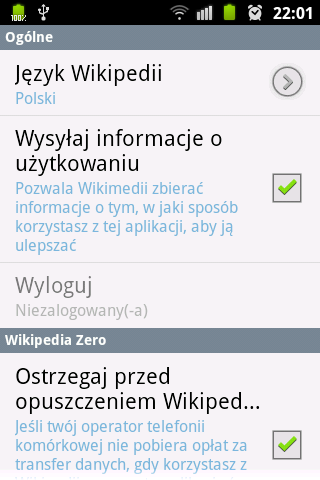 100%
22:01
Ogólne
Język Wikipedii
Polski
Wysyłaj informacje o
użytkowaniu
Pozwala Wikimedii zbierać
informacje o tym, w jaki sposób
korzystasz z tej aplikacji, aby ją
ulepszać
Wyloguj
Niezalogowany(-a)
Wikipedia Zero
Ostrzegaj przed
opuszczeniem Wikiped...
Jeśli twój operator telefonii
komórkowej nie pobiera opłat za
transfer danych, gdy korzystasz z